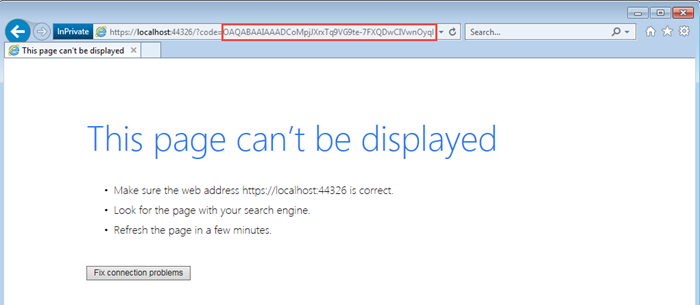 InPrivate https://localhost:44326/?code=OAQABAAIAAADCoMpjJXrxTq9VG9te-7FXQDwCIVwnOyql Search...
This page can't be displayed
This page can't be displayed
• Make sure the web address https://localhost:44326 is correct.
• Look for the page with your search engine.
• Refresh the page in a few minutes.
Fix connection problems